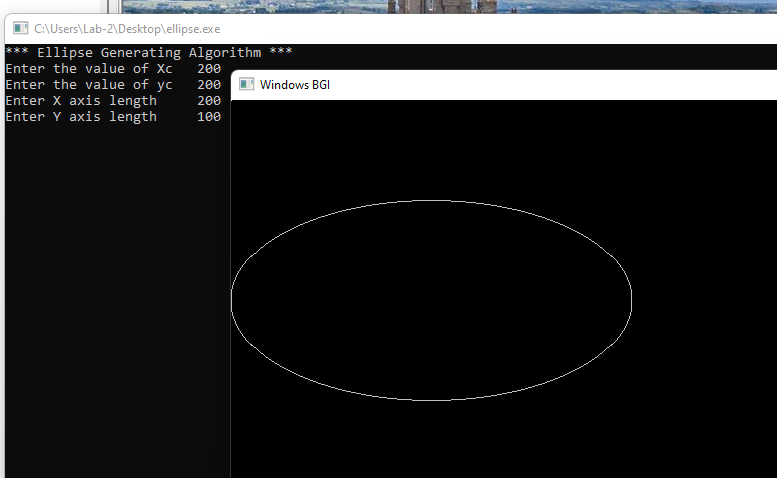 C:\Users\Lab-2\Desktop\ellipse.exe
*** Ellipse Generating Algorithm ***
Enter the value of Xc   200
Enter the value of yc   200
Enter X axis length     200
Enter Y axis length     100
Windows BGI